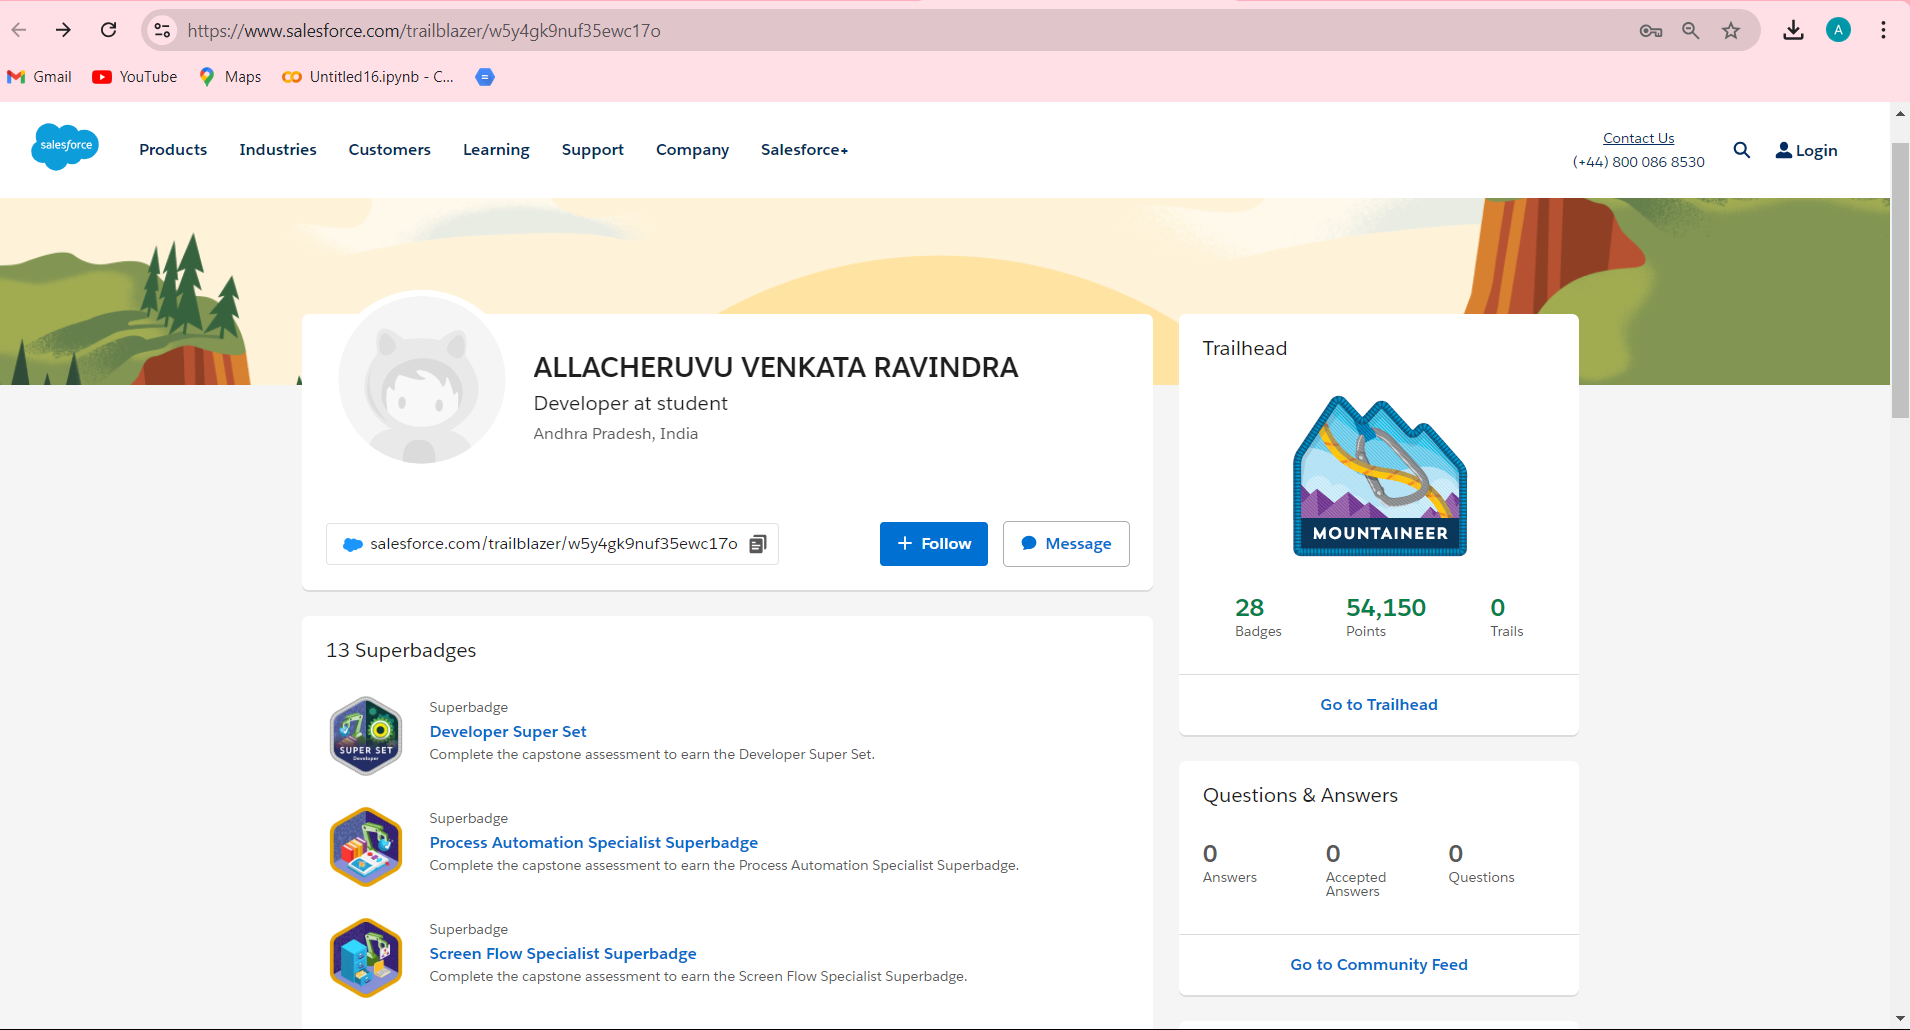 https://www.salesforce.com/trailblazer/w5y4gk9nuf35ewc17o
A
Gmail
YouTube
Maps
Untitled16.ipynb - C...
salesforce
Products
Industries
Customers
Learning
Support
Company
Salesforce+
Contact Us
(+44) 800 086 8530
Login
ALLACHERUVU VENKATA RAVINDRA
Developer at student
Andhra Pradesh, India
salesforce.com/trailblazer/w5y4gk9nuf35ewc17o
Follow
Message
13 Superbadges
SUPER SET
Developer
Superbadge
Developer Super Set
Complete the capstone assessment to earn the Developer Super Set.
Superbadge
Process Automation Specialist Superbadge
Complete the capstone assessment to earn the Process Automation Specialist Superbadge.
Superbadge
Screen Flow Specialist Superbadge
Complete the capstone assessment to earn the Screen Flow Specialist Superbadge.
Trailhead
MOUNTAINEER
28
Badges
54,150
Points
0
Trails
Go to Trailhead
Questions & Answers
0
Answers
0
Accepted
Answers
0
Questions
Go to Community Feed